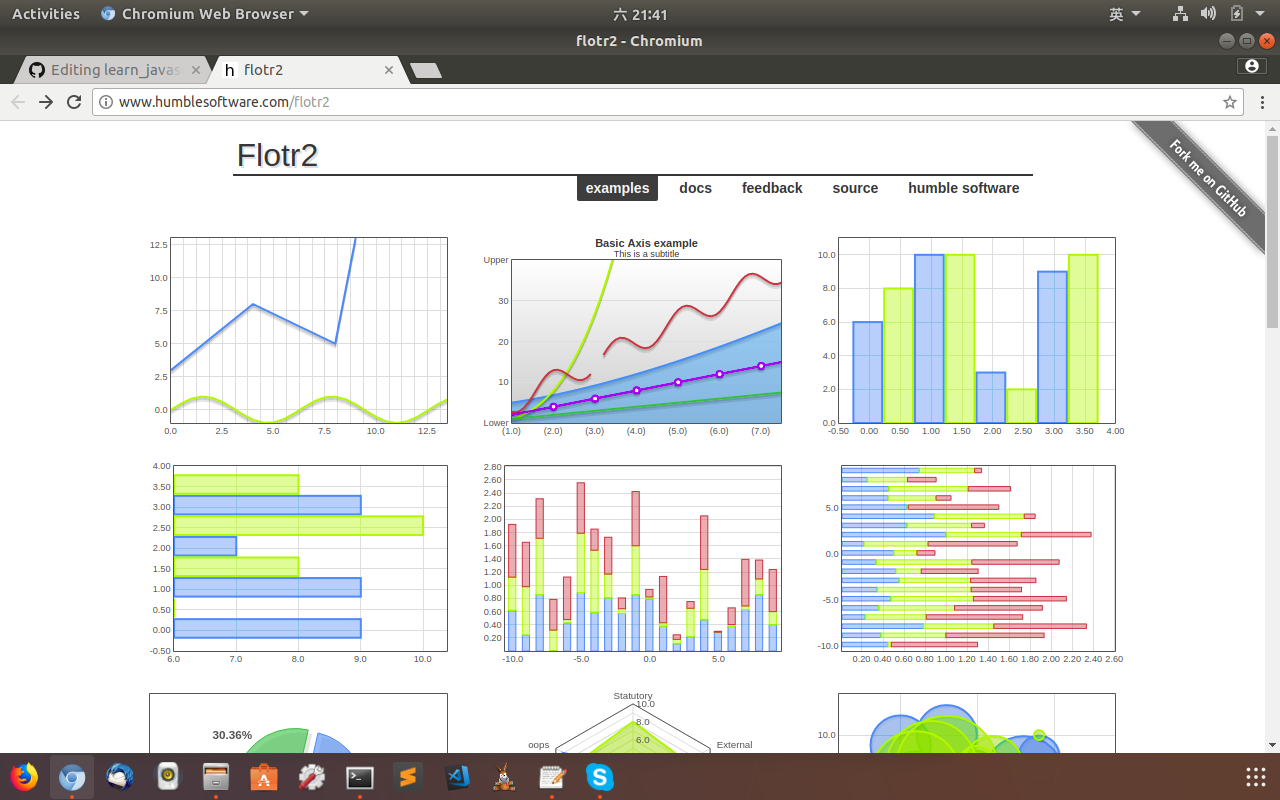 Activities
Chromium Web Browser
六 21:41
英
flotr2 - Chromium
Editing learn_javas
h flotr2
www.humblesoftware.com/flotr2
Flotr2
Fork me on GitHub
examples docs feedback source humble software
12.5
10.0
7.5
5.0
2.5
0.0
0.0 2.5 5.0 7.5 10.0 12.5
Basic Axis example
This is a subtitle
Upper
30
20
10
Lower
(1.0) (2.0) (3.0) (4.0) (5.0) (6.0) (7.0)
10.0
8.0
6.0
4.0
2.0
0.0
-0.50 0.00 0.50 1.00 1.50 2.00 2.50 3.00 3.50 4.00
4.00
3.50
3.00
2.50
2.00
1.50
1.00
0.50
0.00
-0.50
6.0 7.0 8.0 9.0 10.0
2.80
2.60
2.40
2.20
2.00
1.80
1.60
1.40
1.20
1.00
0.80
0.60
0.40
0.20
-10.0 -5.0 0.0 5.0
5.0
0.0
-5.0
-10.0
0.20 0.40 0.60 0.80 1.00 1.20 1.40 1.60 1.80 2.00 2.20 2.40 2.60
30.36%
Statutory
10.0
8.0
6.0
oops
External
10.0